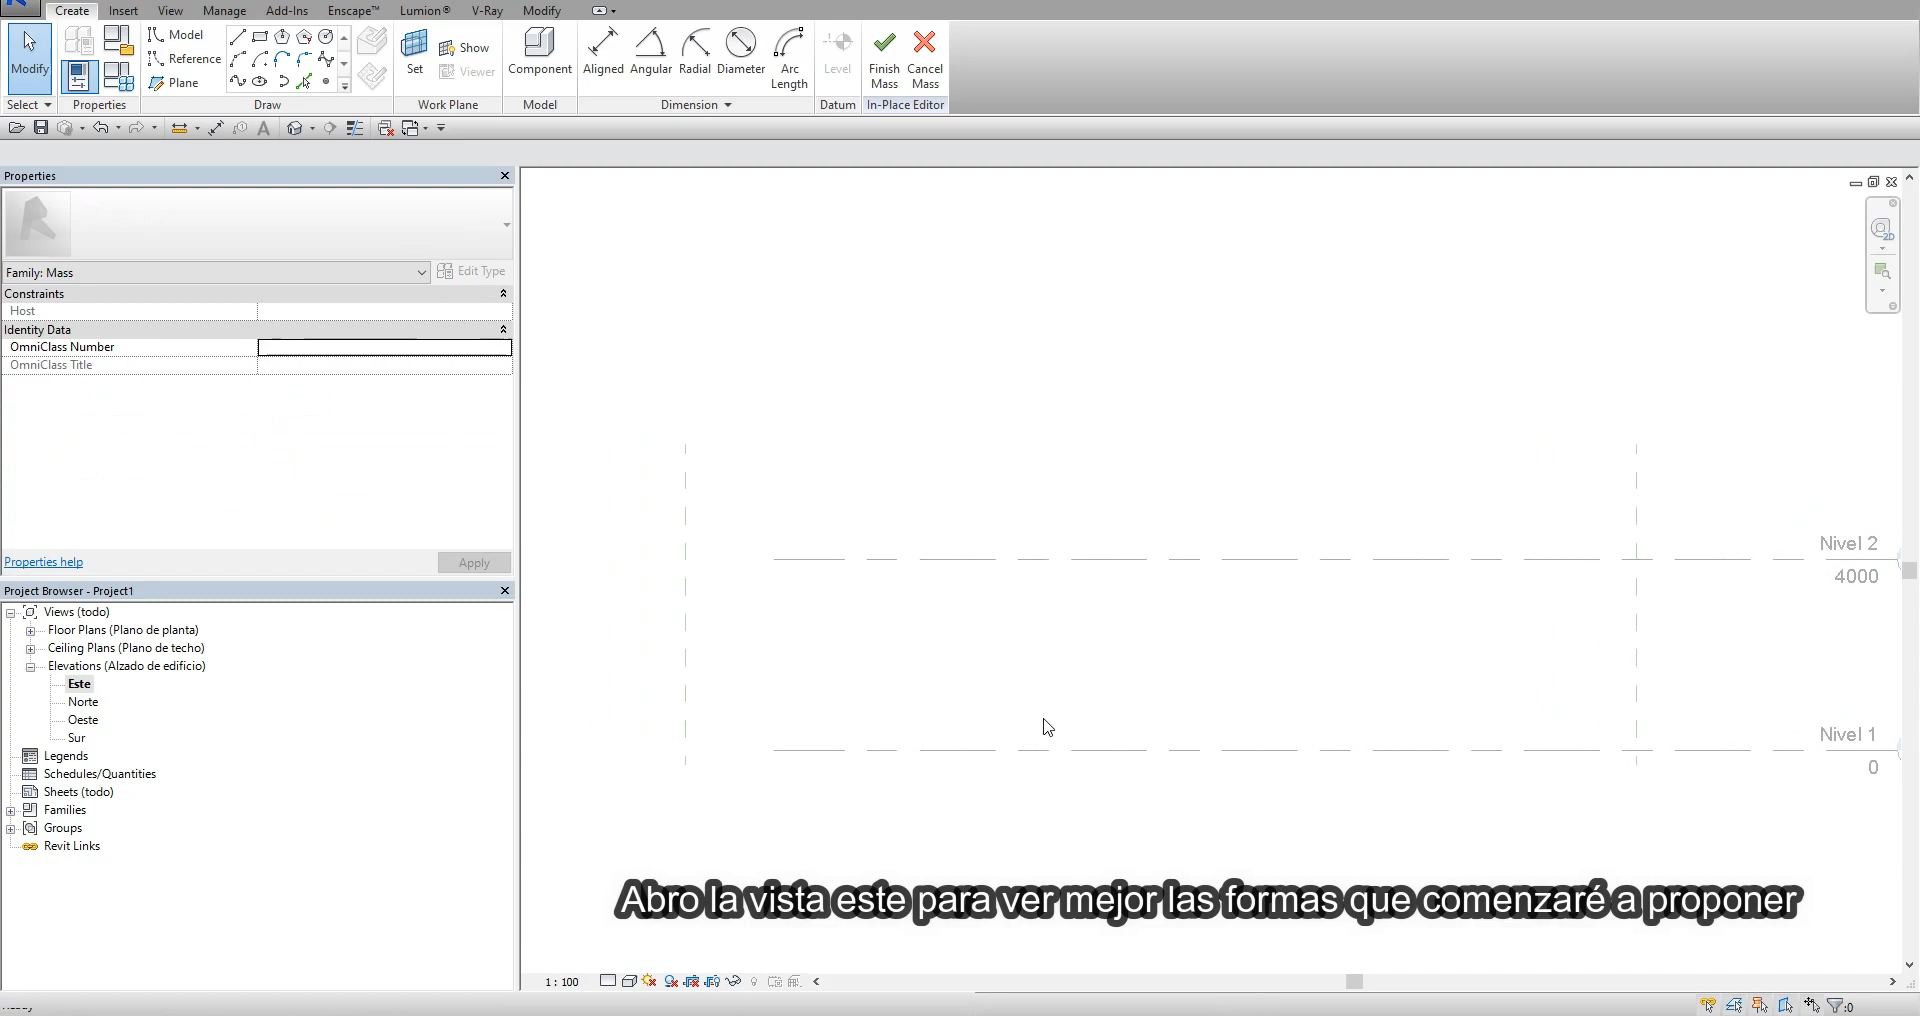 Create Insert View Manage Add-Ins Enscape™ Lumion® V-Ray Modify
Modify
Model
Reference
Plane
Set
Show
Viewer
Component
Aligned Angular Radial Diameter Arc Length
Level
Finish Mass
Cancel Mass
Select Properties Draw Work Plane Model Dimension Datum In-Place Editor
Properties
Family: Mass
Edit Type
Constraints
Host
Identity Data
OmniClass Number
OmniClass Title
Properties help
Apply
Project Browser - Project1
Views (todo)
Floor Plans (Plano de planta)
Ceiling Plans (Plano de techo)
Elevations (Alzado de edificio)
Este
Norte
Oeste
Sur
Legends
Schedules/Quantities
Sheets (todo)
Families
Groups
Revit Links
2D
Nivel 2
4000
Nivel 1
0
Abro la vista este para ver mejor las formas que comenzaré a proponer
1 : 100
:0